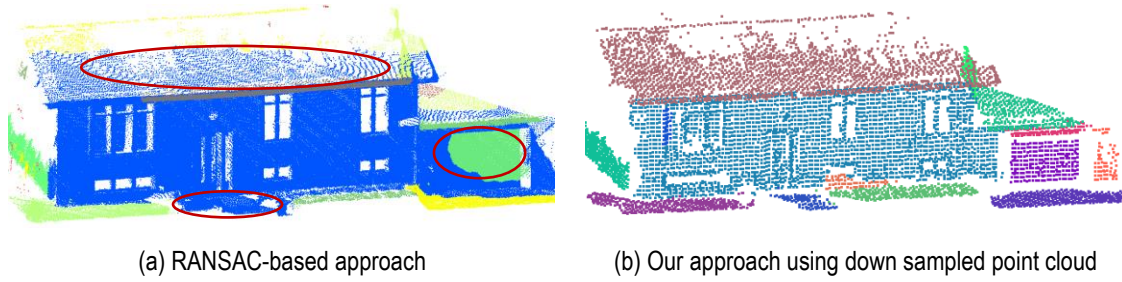 (a) RANSAC-based approach
(b) Our approach using down sampled point cloud